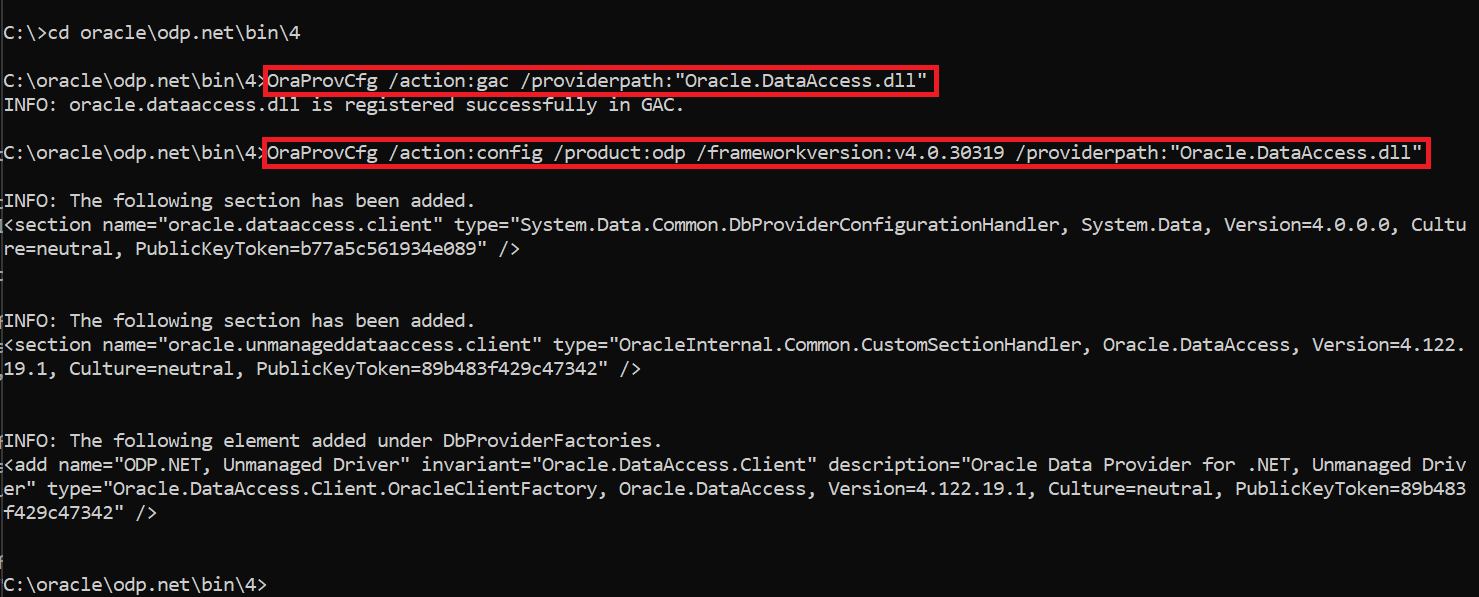 C:\>cd oracle\odp.net\bin\4
C:\oracle\odp.net\bin\4>OraProvCfg /action:gac /providerpath:"Oracle.DataAccess.dll"
INFO: oracle.dataaccess.dll is registered successfully in GAC.
C:\oracle\odp.net\bin\4>OraProvCfg /action:config /product:odp /frameworkversion:v4.0.30319 /providerpath:"Oracle.DataAccess.dll"
INFO: The following section has been added.
<section name="oracle.dataaccess.client" type="System.Data.Common.DbProviderConfigurationHandler, System.Data, Version=4.0.0.0, Cultu
re=neutral, PublicKeyToken=b77a5c561934e089" />
INFO: The following section has been added.
<section name="oracle.unmanageddataaccess.client" type="OracleInternal.Common.CustomSectionHandler, Oracle.DataAccess, Version=4.122.
19.1, Culture=neutral, PublicKeyToken=89b483f429c47342" />
INFO: The following element added under DbProviderFactories.
<add name="ODP.NET, Unmanaged Driver" invariant="Oracle.DataAccess.Client" description="Oracle Data Provider for .NET, Unmanaged Driv
er" type="Oracle.DataAccess.Client.OracleClientFactory, Oracle.DataAccess, Version=4.122.19.1, Culture=neutral, PublicKeyToken=89b483
f429c47342" />
C:\oracle\odp.net\bin\4>